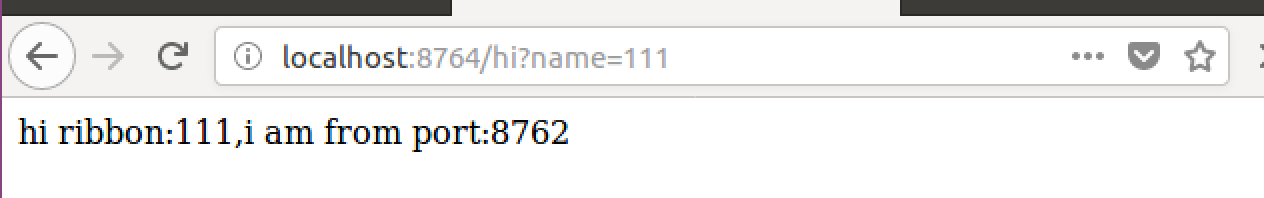 localhost:8764/hi?name=111
hi ribbon:111,i am from port:8762